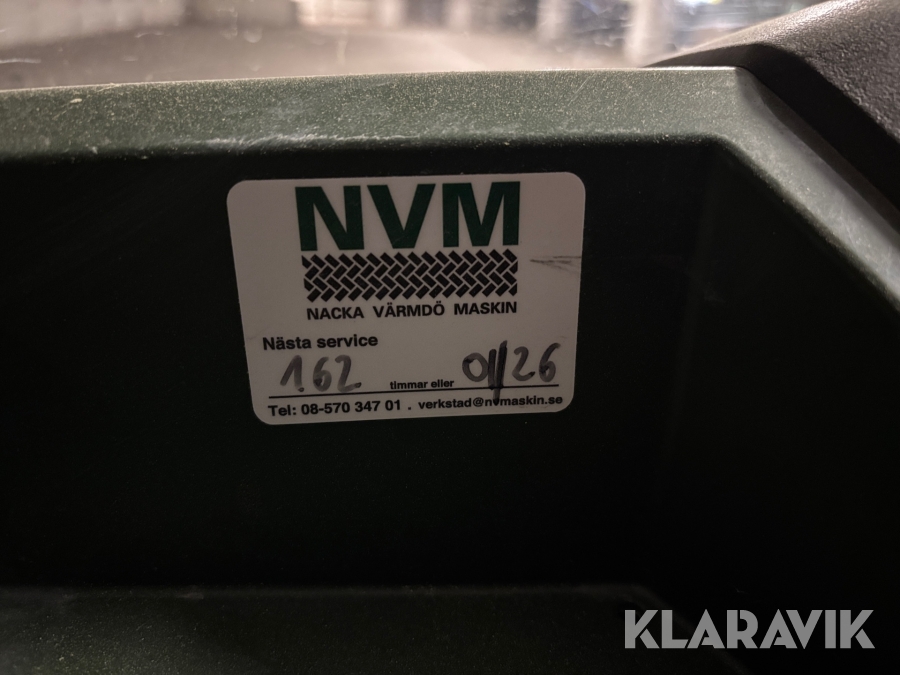 NVM
NACKA VÄRMDÖ MASKIN
Nästa service
162 timmar eller 01/26
Tel: 08-570 347 01 . verkstad@nvmaskin.se
KLARAVIK